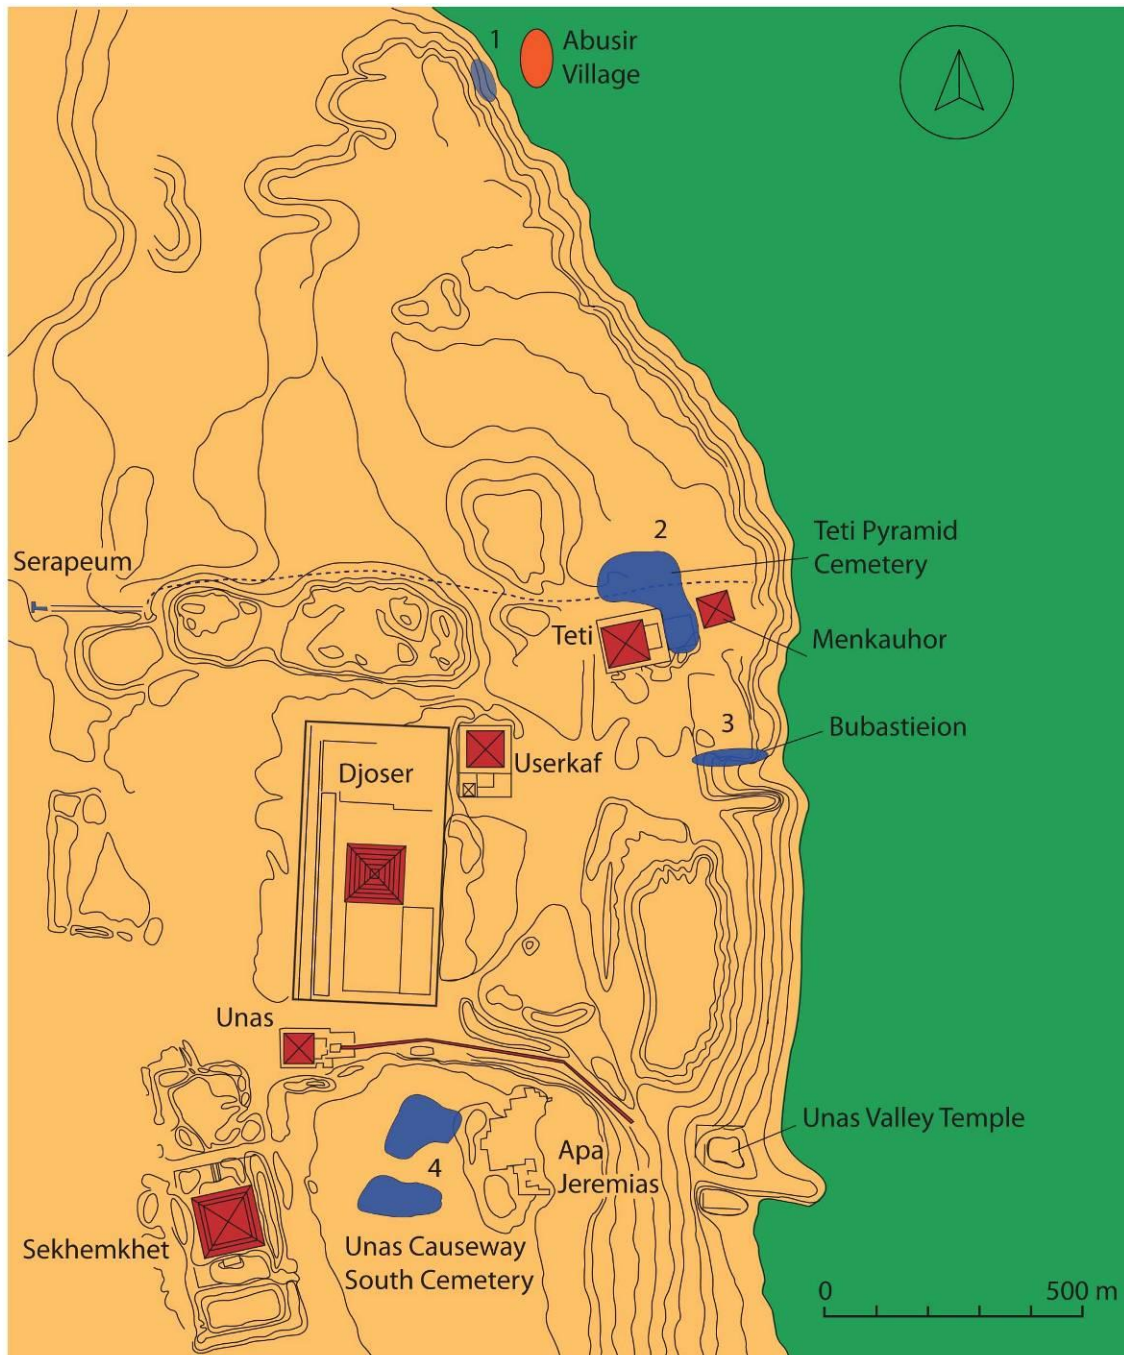 1
Abusir
Village
2
Teti Pyramid
Cemetery
Serapeum
Teti
Menkauhor
3
Bubastieion
Userkaf
Djoser
Unas
Unas Valley Temple
Apa
Jeremias
4
Sekhemkhet
Unas Causeway
South Cemetery
0 500 m